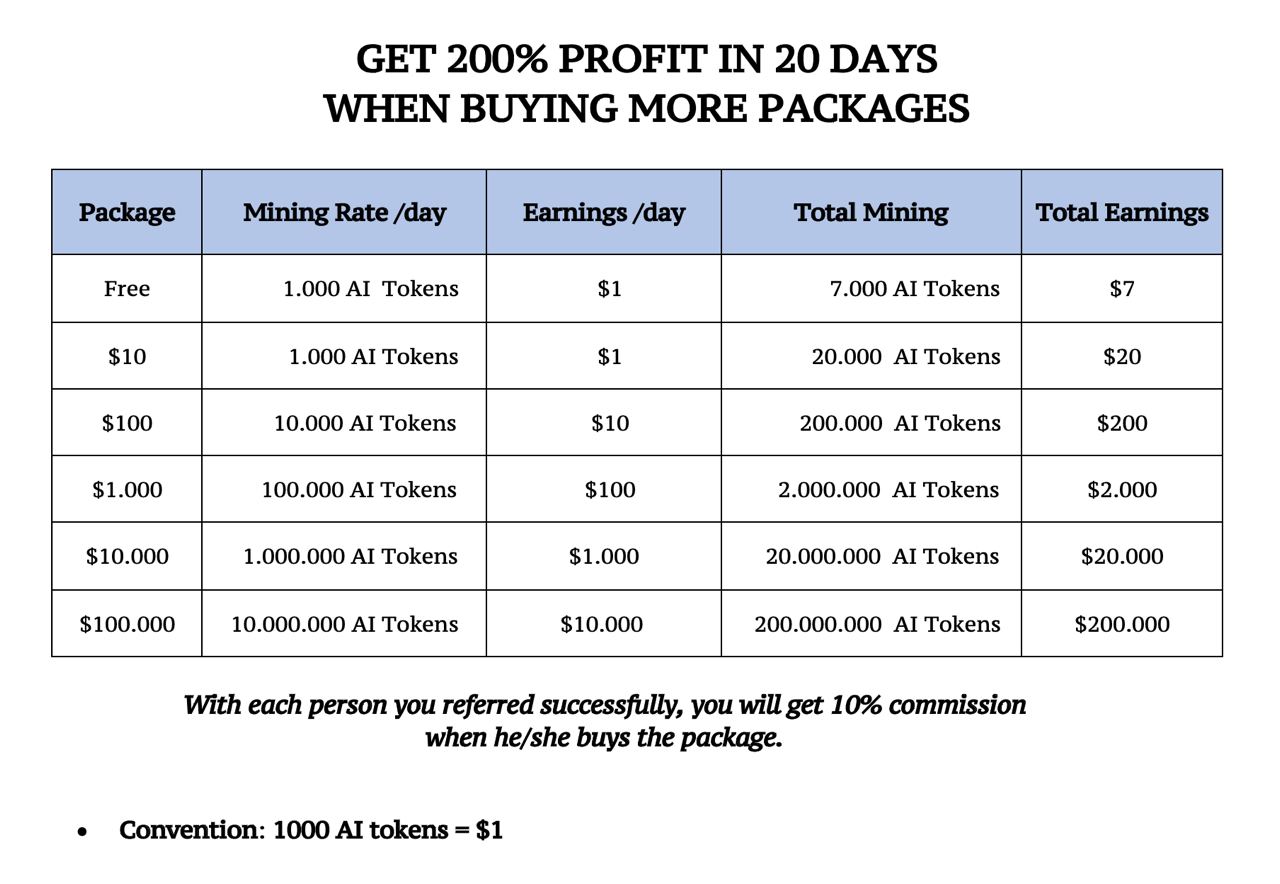 GET 200% PROFIT IN 20 DAYS
WHEN BUYING MORE PACKAGES
Package Mining Rate /day Earnings /day Total Mining Total Earnings
Free 1.000 AI Tokens $1 7.000 AI Tokens $7
$10 1.000 AI Tokens $1 20.000 AI Tokens $20
$100 10.000 AI Tokens $10 200.000 AI Tokens $200
$1.000 100.000 AI Tokens $100 2.000.000 AI Tokens $2.000
$10.000 1.000.000 AI Tokens $1.000 20.000.000 AI Tokens $20.000
$100.000 10.000.000 AI Tokens $10.000 200.000.000 AI Tokens $200.000
With each person you referred successfully, you will get 10% commission
when he/she buys the package.
• Convention: 1000 AI tokens = $1